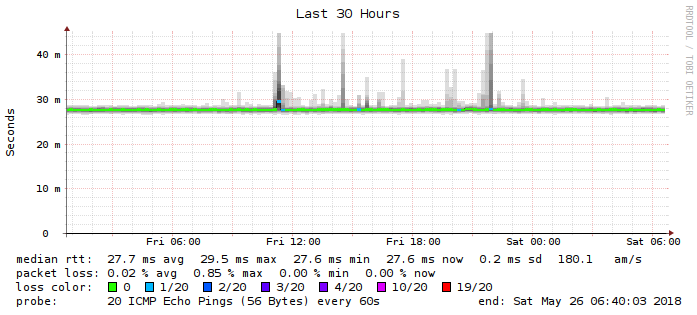 Last 30 Hours
RRDTOOL / TOBI OETIKER
Seconds
40 m
30 m
20 m
10 m
0
Fri 06:00 Fri 12:00 Fri 18:00 Sat 00:00 Sat 06:00
median rtt: 27.7 ms avg 29.5 ms max 27.6 ms min 27.6 ms now 0.2 ms sd 180.1 am/s
packet loss: 0.02 % avg 0.85 % max 0.00 % min 0.00 % now
loss color: 0 1/20 2/20 3/20 4/20 10/20 19/20
probe: 20 ICMP Echo Pings (56 Bytes) every 60s end: Sat May 26 06:40:03 2018